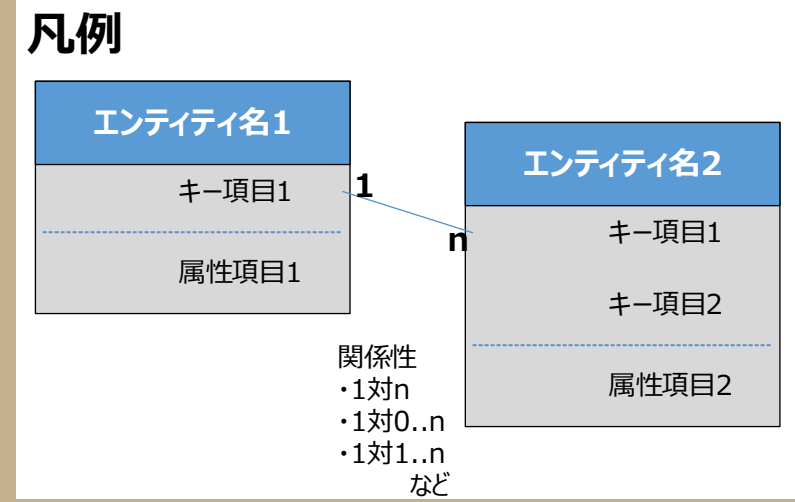 凡例
エンティティ名1
キー項目1
属性項目1
1
n
エンティティ名2
キー項目1
キー項目2
属性項目2
関係性
・1対n
・1対0..n
・1対1..n
など